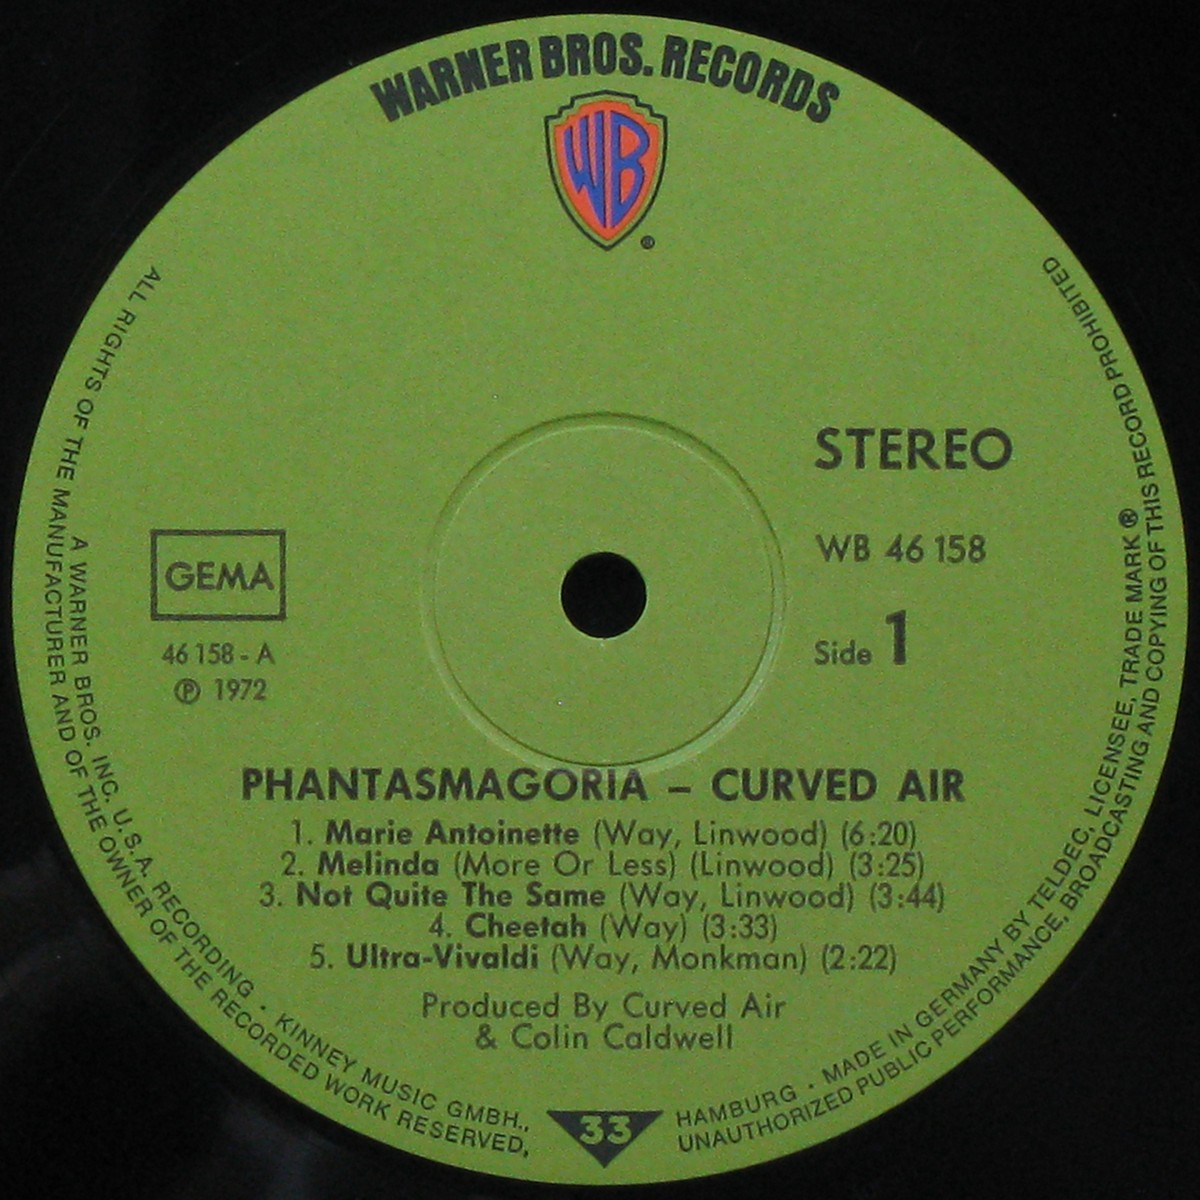 WARNER BROS. RECORDS
WB
®
STEREO
WB 46 158
Side 1
GEMA
46 158 - A
℗ 1972
PHANTASMAGORIA – CURVED AIR
1. Marie Antoinette (Way, Linwood) (6:20)
2. Melinda (More Or Less) (Linwood) (3:25)
3. Not Quite The Same (Way, Linwood) (3:44)
4. Cheetah (Way) (3:33)
5. Ultra-Vivaldi (Way, Monkman) (2:22)
Produced By Curved Air
& Colin Caldwell
33
A WARNER BROS. INC. U.S.A. RECORDING · KINNEY MUSIC GMBH., HAMBURG · MADE IN GERMANY BY TELDEC, LICENSEE, TRADE MARK ®
ALL RIGHTS OF THE MANUFACTURER AND OF THE OWNER OF THE RECORDED WORK RESERVED, UNAUTHORIZED PUBLIC PERFORMANCE, BROADCASTING AND COPYING OF THIS RECORD PROHIBITED